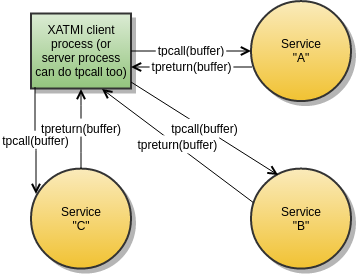 XATMI client
process (or
server process
can do tpcall too)
tpcall(buffer)
tpreturn(buffer)
Service
"A"
tpreturn(buffer)
tpcall(buffer)
tpcall(buffer)
tpreturn(buffer)
Service
"C"
Service
"B"